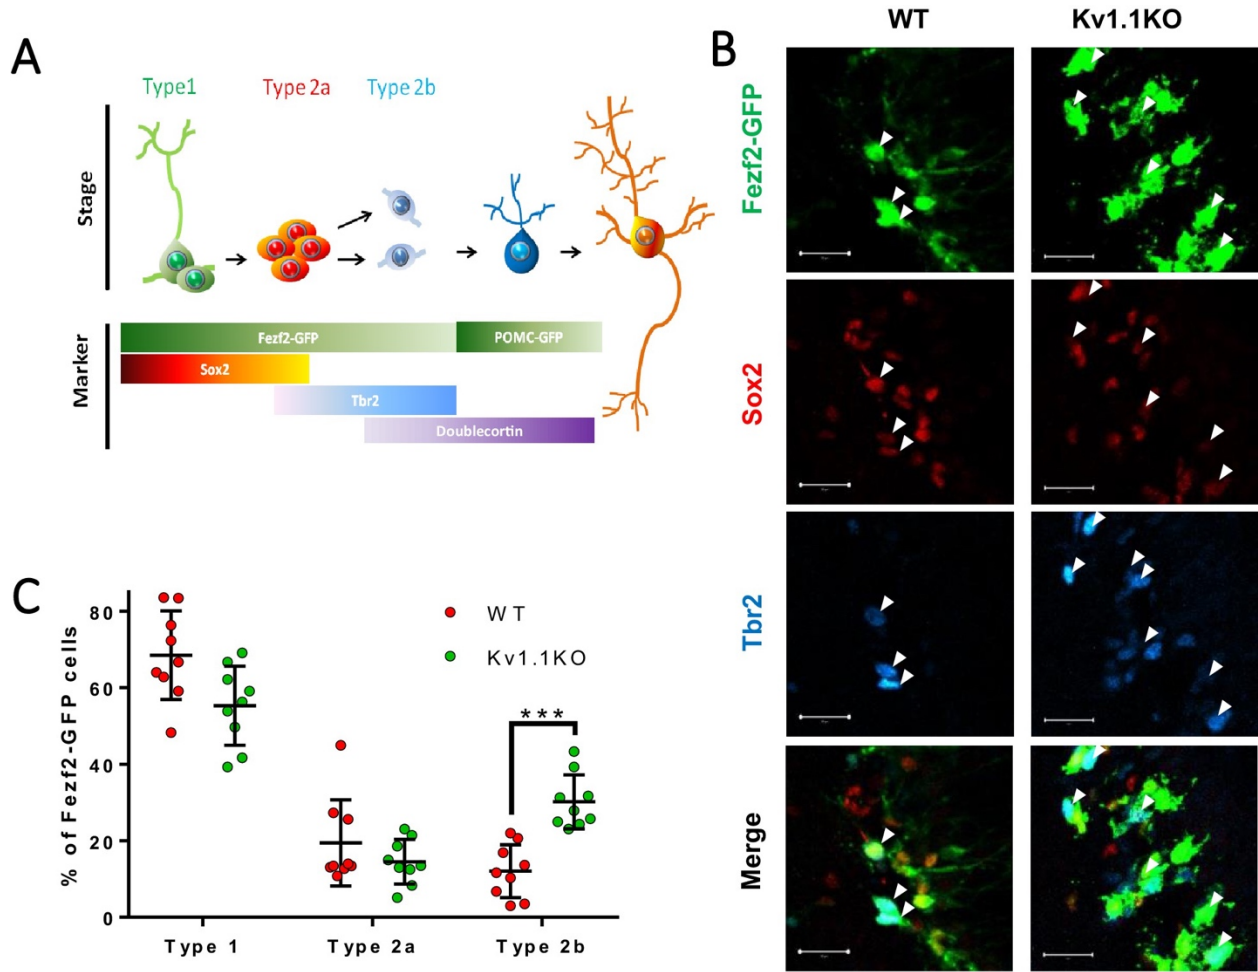 A
Type1
Type 2a
Type 2b
Stage
Marker
Fezf2-GFP
POMC-GFP
Sox2
Tbr2
Doublecortin
B
WT
Kv1.1KO
Fezf2-GFP
Sox2
Tbr2
Merge
C
% of Fezf2-GFP cells
80
60
40
20
0
WT
Kv1.1KO
***
Type 1
Type 2a
Type 2b